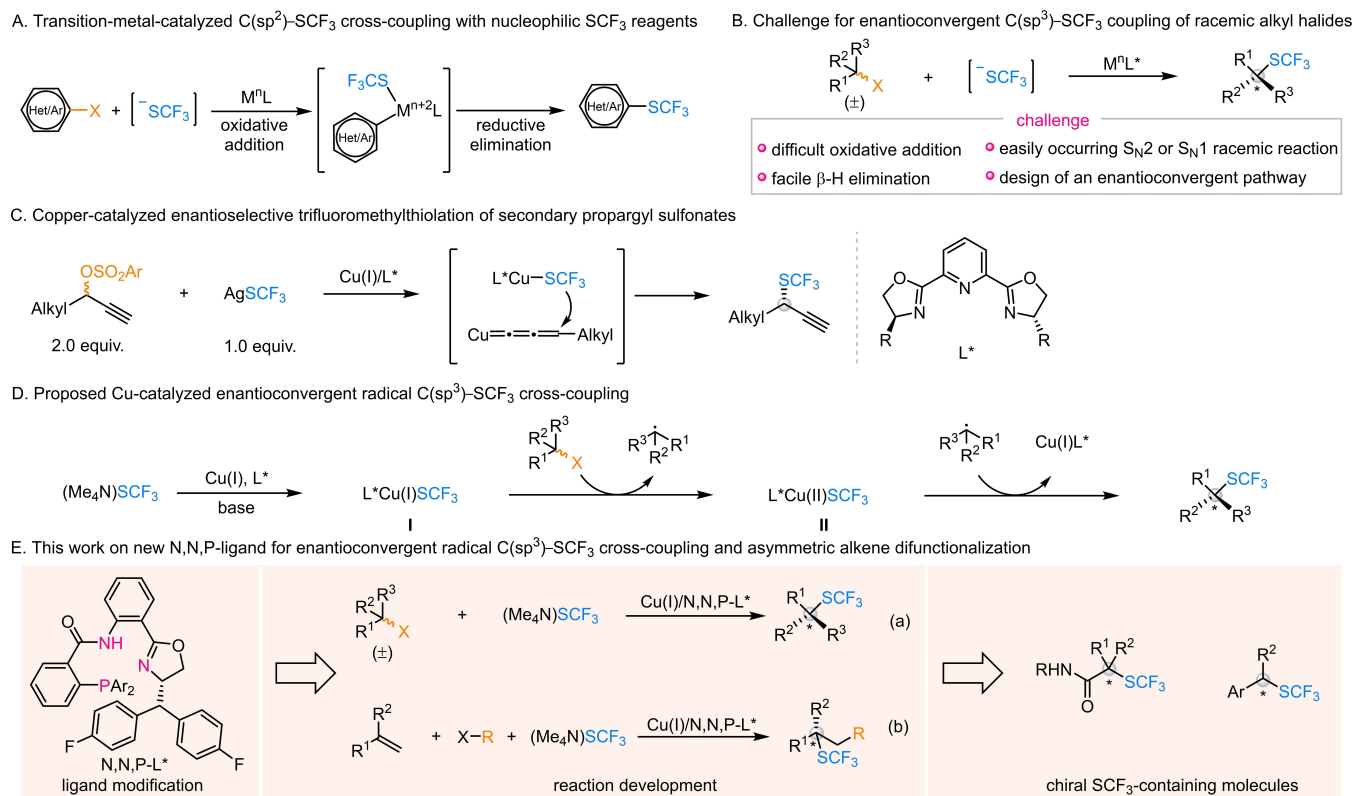 A. Transition-metal-catalyzed C(sp²)–SCF₃ cross-coupling with nucleophilic SCF₃ reagents
Het/Ar X + [⁻SCF₃] MⁿL oxidative addition F₃CS Mⁿ⁺²L Het/Ar reductive elimination Het/Ar SCF₃
B. Challenge for enantioconvergent C(sp³)–SCF₃ coupling of racemic alkyl halides
R² R³ R¹ X (±) + [⁻SCF₃] MⁿL* R¹ SCF₃ R² * R³
challenge
difficult oxidative addition
easily occurring S_N2 or S_N1 racemic reaction
facile β-H elimination
design of an enantioconvergent pathway
C. Copper-catalyzed enantioselective trifluoromethylthiolation of secondary propargyl sulfonates
OSO₂Ar Alkyl + AgSCF₃ Cu(I)/L* L*Cu–SCF₃ Cu Alkyl SCF₃ Alkyl O N N N O R R
2.0 equiv. 1.0 equiv. L*
D. Proposed Cu-catalyzed enantioconvergent radical C(sp³)–SCF₃ cross-coupling
R² R³ R¹ X R³ R¹ R² R³ R¹ R² Cu(I)L*
(Me₄N)SCF₃ Cu(I), L* base L*Cu(I)SCF₃ L*Cu(II)SCF₃ R¹ SCF₃ R² * R³
I II
E. This work on new N,N,P-ligand for enantioconvergent radical C(sp³)–SCF₃ cross-coupling and asymmetric alkene difunctionalization
O NH N O PAr₂ F F
N,N,P-L*
ligand modification
R² R³ R¹ X (±) + (Me₄N)SCF₃ Cu(I)/N,N,P-L* R¹ SCF₃ R² * R³ (a)
R² R¹ + X–R + (Me₄N)SCF₃ Cu(I)/N,N,P-L* R² R¹ * R SCF₃ (b)
reaction development
RHN O R¹ R² * SCF₃ R² Ar * SCF₃
chiral SCF₃-containing molecules